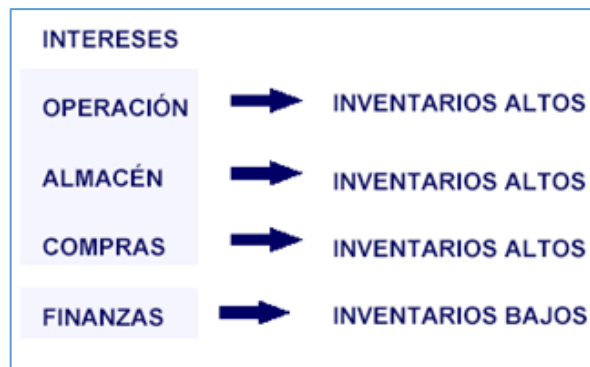 INTERESES
OPERACIÓN INVENTARIOS ALTOS
ALMACÉN INVENTARIOS ALTOS
COMPRAS INVENTARIOS ALTOS
FINANZAS INVENTARIOS BAJOS